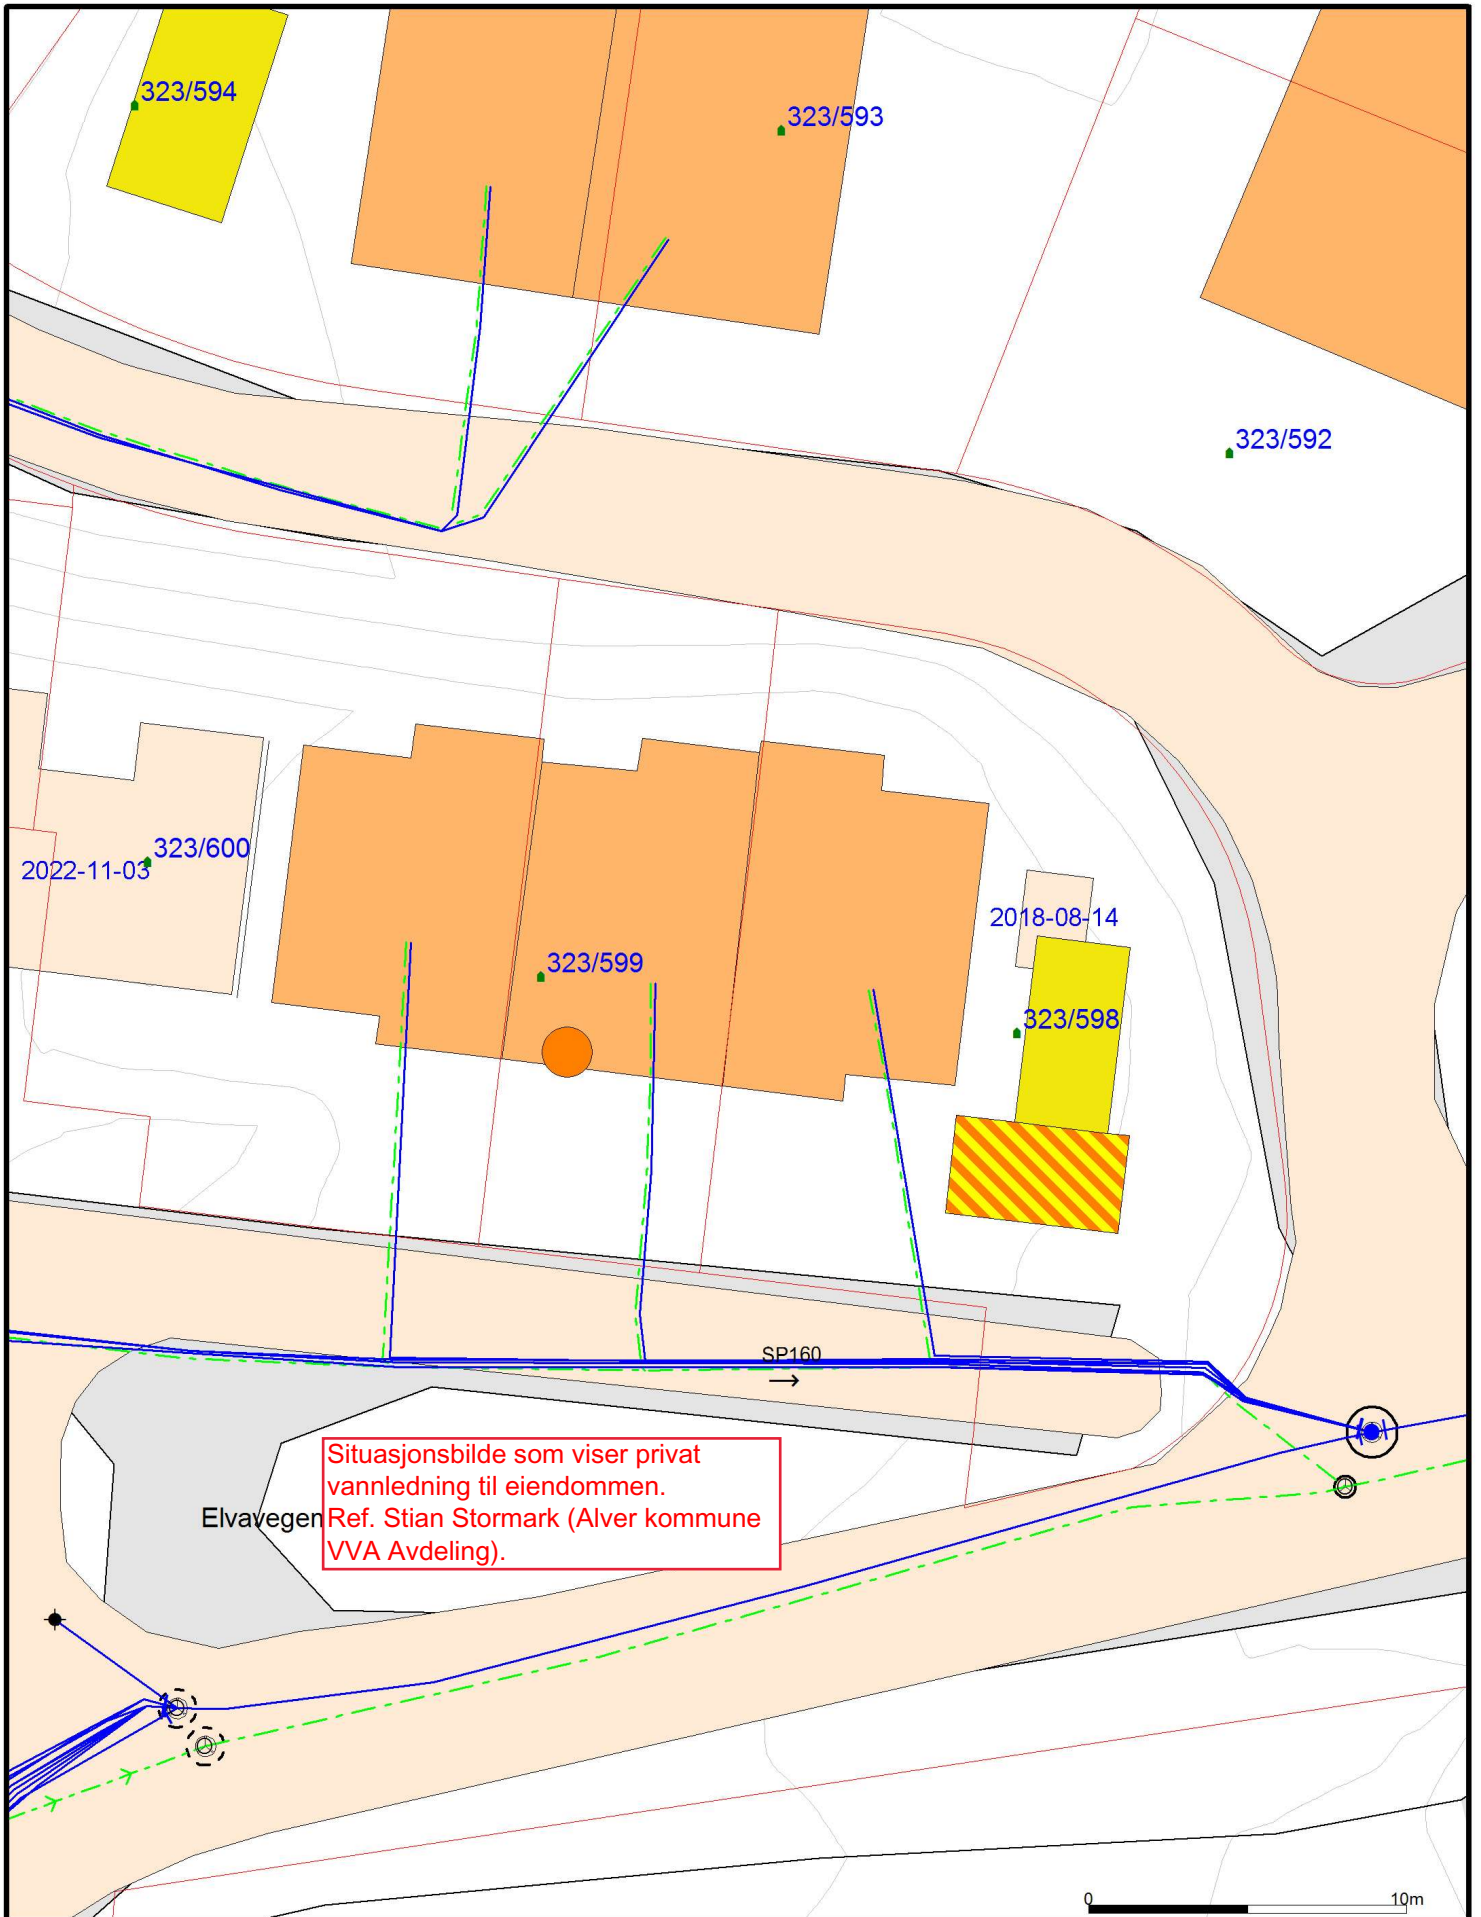 323/594
323/593
323/592
323/600
2022-11-03
2018-08-14
323/599
323/598
SP160
Situasjonsbilde som viser privat
vannledning til eiendommen.
Elvavegen
Ref. Stian Stormark (Alver kommune
VVA Avdeling).
0 10m